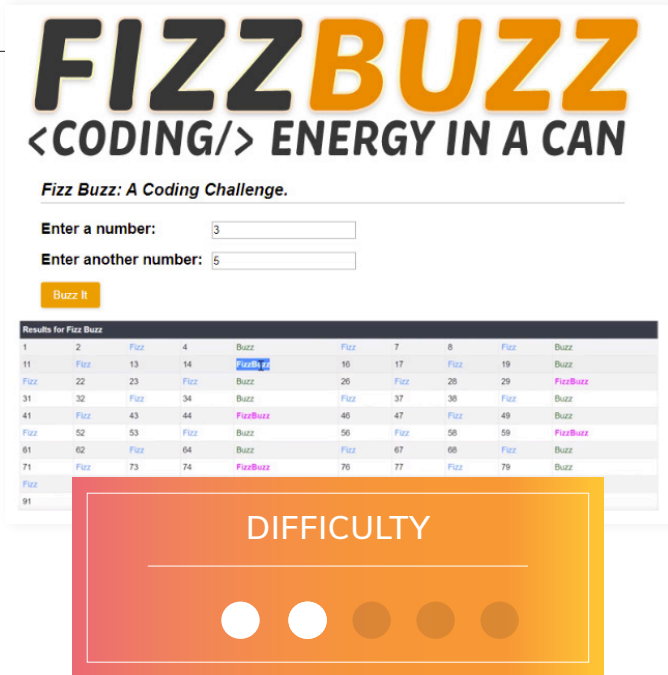 FIZZBUZZ
<CODING/> ENERGY IN A CAN
Fizz Buzz: A Coding Challenge.
Enter a number: 3
Enter another number: 5
Buzz It
Results for Fizz Buzz
1 2 Fizz 4 Buzz Fizz 7 8 Fizz Buzz
11 Fizz 13 14 FizzBuzz 16 17 Fizz 19 Buzz
Fizz 22 23 Fizz Buzz 26 Fizz 28 29 FizzBuzz
31 32 Fizz 34 Buzz Fizz 37 38 Fizz Buzz
41 Fizz 43 44 FizzBuzz 46 47 Fizz 49 Buzz
Fizz 52 53 Fizz Buzz 56 Fizz 58 59 FizzBuzz
61 62 Fizz 64 Buzz Fizz 67 68 Fizz Buzz
71 Fizz 73 74 FizzBuzz 76 77 Fizz 79 Buzz
Fizz
91
DIFFICULTY